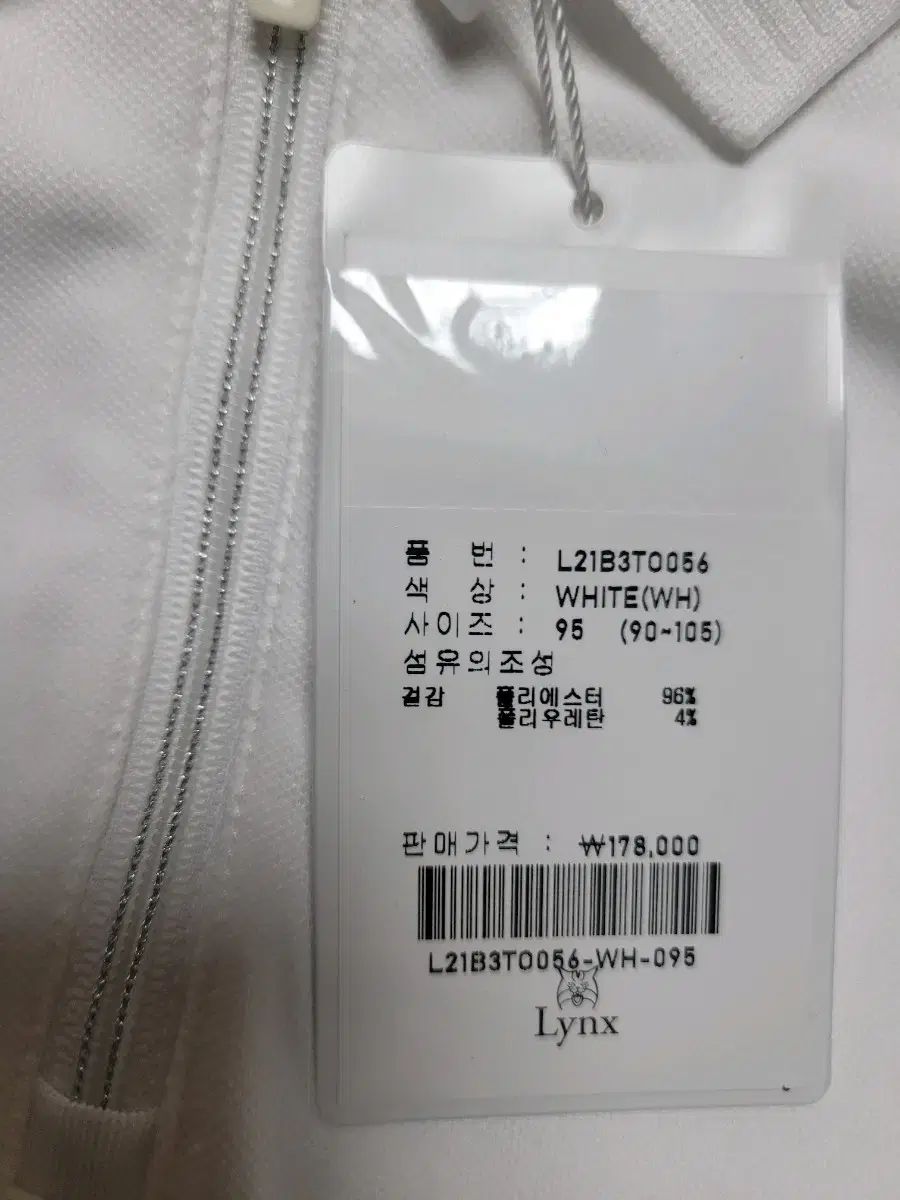 품 번 : L21B3TO056
색 상 : WHITE(WH)
사이즈 : 95 (90~105)
섬유의조성
겉감 폴리에스터 96%
폴리우레탄 4%
판매가격 : ₩178,000
L21B3TO056-WH-095
Lynx